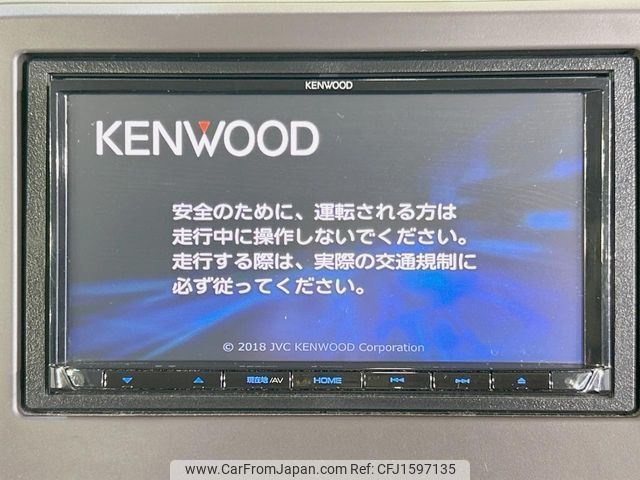 KENWOOD
KENWOOD
安全のために、運転される方は
走行中に操作しないでください。
走行する際は、実際の交通規制に
必ず従ってください。
© 2018 JVC KENWOOD Corporation
現在地/AV HOME
www.CarFromJapan.com - CFJ1597135